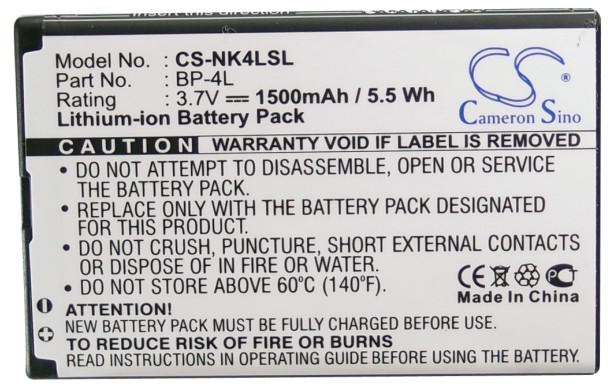 Insert this direction
Model No. : CS-NK4LSL
Part No. : BP-4L
Rating : 3.7V 1500mAh / 5.5 Wh
Lithium-ion Battery Pack
CS ®
Cameron Sino
CAUTION WARRANTY VOID IF LABEL IS REMOVED
• DO NOT ATTEMPT TO DISASSEMBLE, OPEN OR SERVICE
THE BATTERY PACK.
• REPLACE ONLY WITH THE BATTERY PACK DESIGNATED
FOR THIS PRODUCT.
• DO NOT CRUSH, PUNCTURE, SHORT EXTERNAL CONTACTS
OR DISPOSE OF IN FIRE OR WATER.
• DO NOT STORE ABOVE 60°C (140°F).
CE
Made In China
ATTENTION!
NEW BATTERY PACK MUST BE FULLY CHARGED BEFORE USE.
TO REDUCE RISK OF FIRE OR BURNS
READ INSTRUCTIONS IN OPERATING GUIDE BEFORE USING.